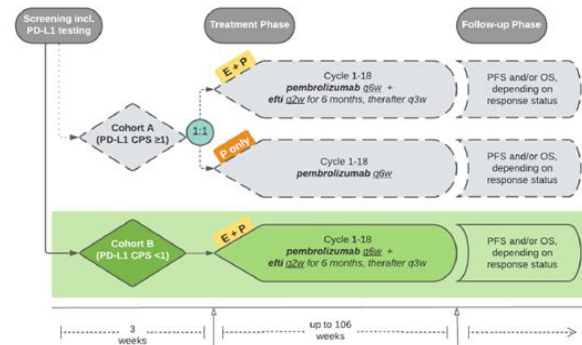 Screening incl.
PD-L1 testing
Treatment Phase
Follow-up Phase
E + P
Cycle 1-18
pembrolizumab q6w +
efti q2w for 6 months, therafter q3w
PFS and/or OS,
depending on
response status
Cohort A
(PD-L1 CPS ≥1)
1:1
P only
Cycle 1-18
pembrolizumab q6w
PFS and/or OS,
depending on
response status
Cohort B
(PD-L1 CPS <1)
E + P
Cycle 1-18
pembrolizumab q6w +
efti q2w for 6 months, therafter q3w
PFS and/or OS,
depending on
response status
3
weeks
up to 106
weeks